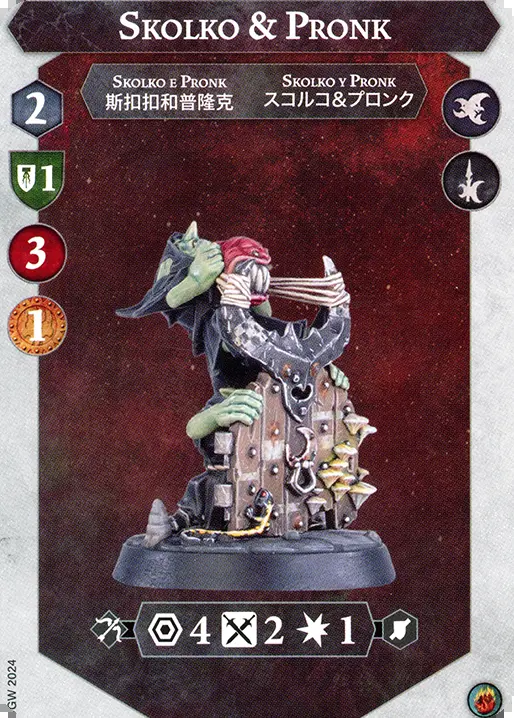 Skolko & Pronk
Skolko e Pronk
斯扣扣和普隆克
Skolko y Pronk
スコルコ&プロンク
2
1
3
1
4 2 1
GW 2024